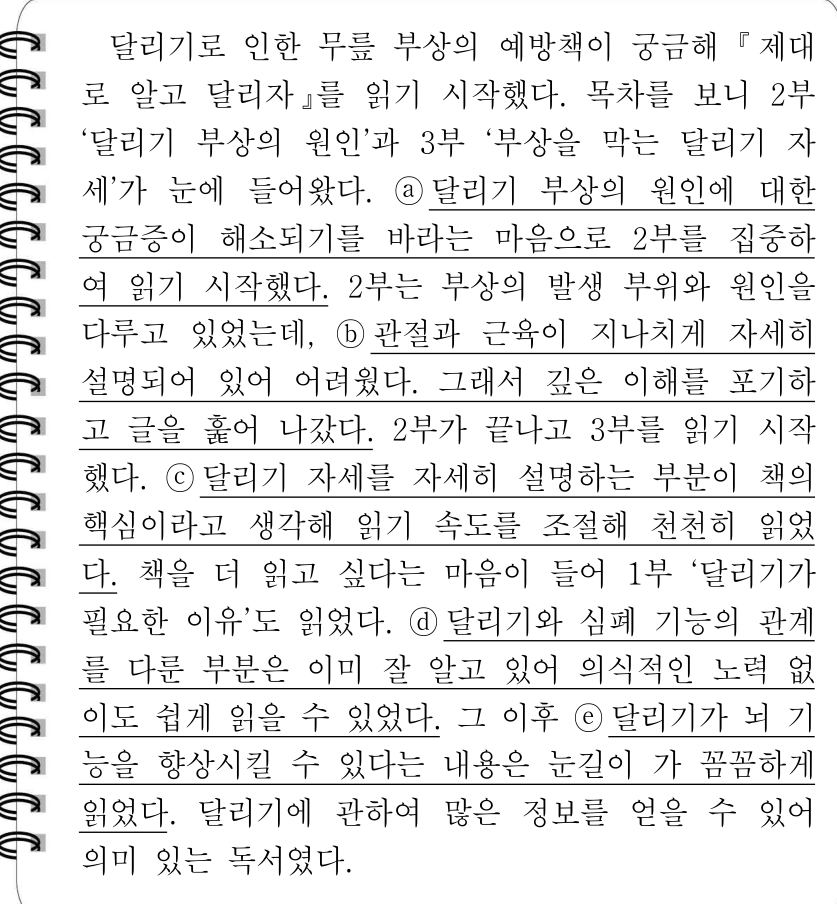 달리기로 인한 무릎 부상의 예방책이 궁금해 『제대
로 알고 달리자』를 읽기 시작했다. 목차를 보니 2부
‘달리기 부상의 원인’과 3부 ‘부상을 막는 달리기 자
세’가 눈에 들어왔다. ⓐ달리기 부상의 원인에 대한
궁금증이 해소되기를 바라는 마음으로 2부를 집중하
여 읽기 시작했다. 2부는 부상의 발생 부위와 원인을
다루고 있었는데, ⓑ관절과 근육이 지나치게 자세히
설명되어 있어 어려웠다. 그래서 깊은 이해를 포기하
고 글을 훑어 나갔다. 2부가 끝나고 3부를 읽기 시작
했다. ⓒ달리기 자세를 자세히 설명하는 부분이 책의
핵심이라고 생각해 읽기 속도를 조절해 천천히 읽었
다. 책을 더 읽고 싶다는 마음이 들어 1부 ‘달리기가
필요한 이유’도 읽었다. ⓓ달리기와 심폐 기능의 관계
를 다룬 부분은 이미 잘 알고 있어 의식적인 노력 없
이도 쉽게 읽을 수 있었다. 그 이후 ⓔ달리기가 뇌 기
능을 향상시킬 수 있다는 내용은 눈길이 가 꼼꼼하게
읽었다. 달리기에 관하여 많은 정보를 얻을 수 있어
의미 있는 독서였다.